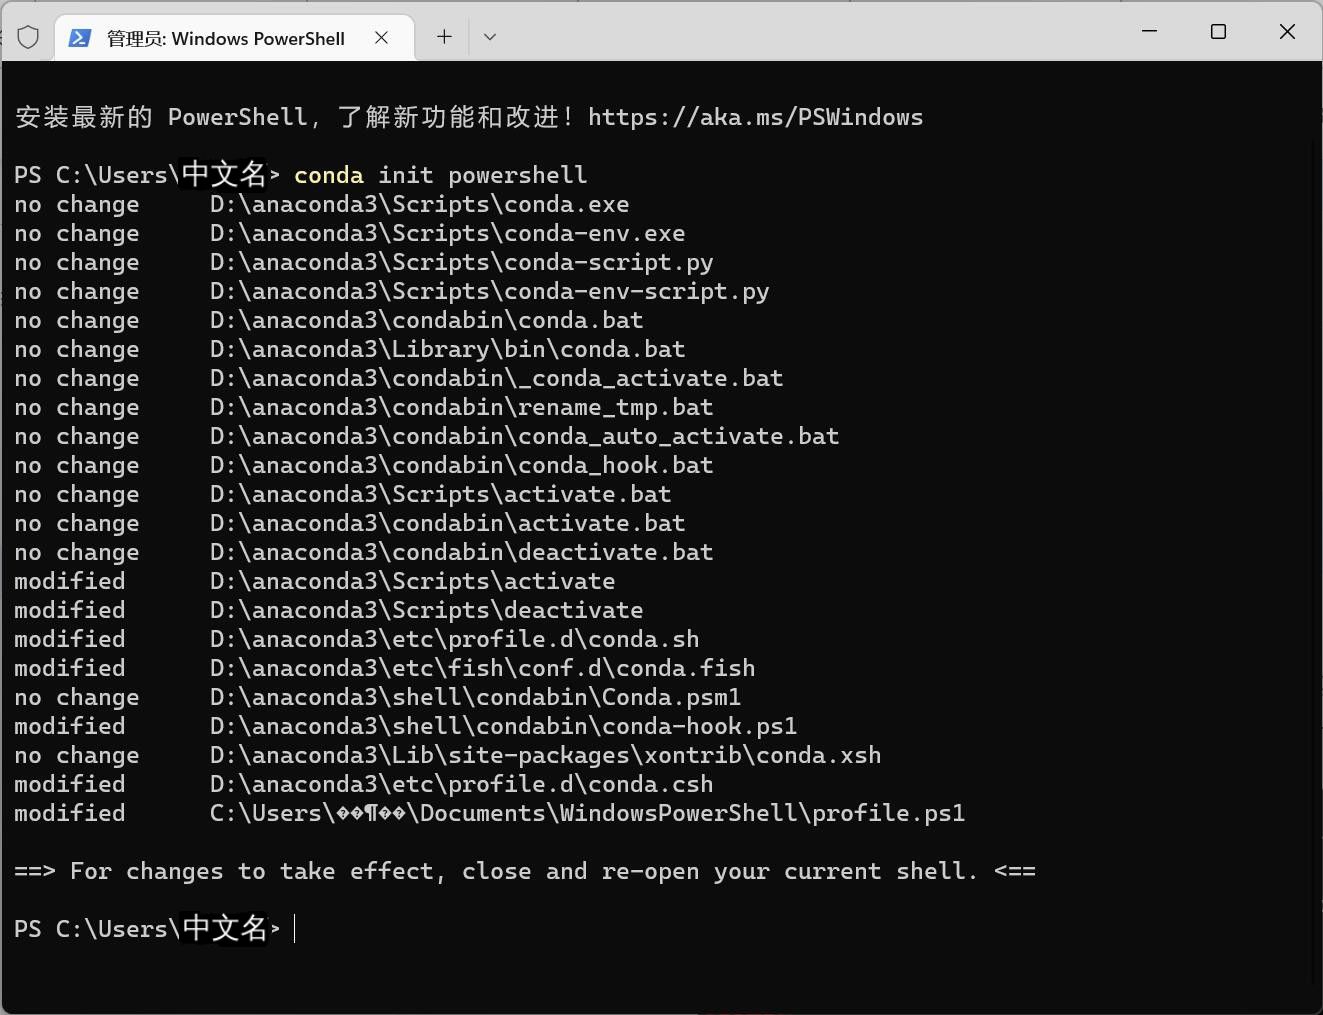 管理员: Windows PowerShell
安装最新的 PowerShell，了解新功能和改进！https://aka.ms/PSWindows
PS C:\Users\中文名> conda init powershell
no change     D:\anaconda3\Scripts\conda.exe
no change     D:\anaconda3\Scripts\conda-env.exe
no change     D:\anaconda3\Scripts\conda-script.py
no change     D:\anaconda3\Scripts\conda-env-script.py
no change     D:\anaconda3\condabin\conda.bat
no change     D:\anaconda3\Library\bin\conda.bat
no change     D:\anaconda3\condabin\_conda_activate.bat
no change     D:\anaconda3\condabin\rename_tmp.bat
no change     D:\anaconda3\condabin\conda_auto_activate.bat
no change     D:\anaconda3\condabin\conda_hook.bat
no change     D:\anaconda3\Scripts\activate.bat
no change     D:\anaconda3\condabin\activate.bat
no change     D:\anaconda3\condabin\deactivate.bat
modified      D:\anaconda3\Scripts\activate
modified      D:\anaconda3\Scripts\deactivate
modified      D:\anaconda3\etc\profile.d\conda.sh
modified      D:\anaconda3\etc\fish\conf.d\conda.fish
no change     D:\anaconda3\shell\condabin\Conda.psm1
modified      D:\anaconda3\shell\condabin\conda-hook.ps1
no change     D:\anaconda3\Lib\site-packages\xontrib\conda.xsh
modified      D:\anaconda3\etc\profile.d\conda.csh
modified      C:\Users\��¶��\Documents\WindowsPowerShell\profile.ps1
==> For changes to take effect, close and re-open your current shell. <==
PS C:\Users\中文名>